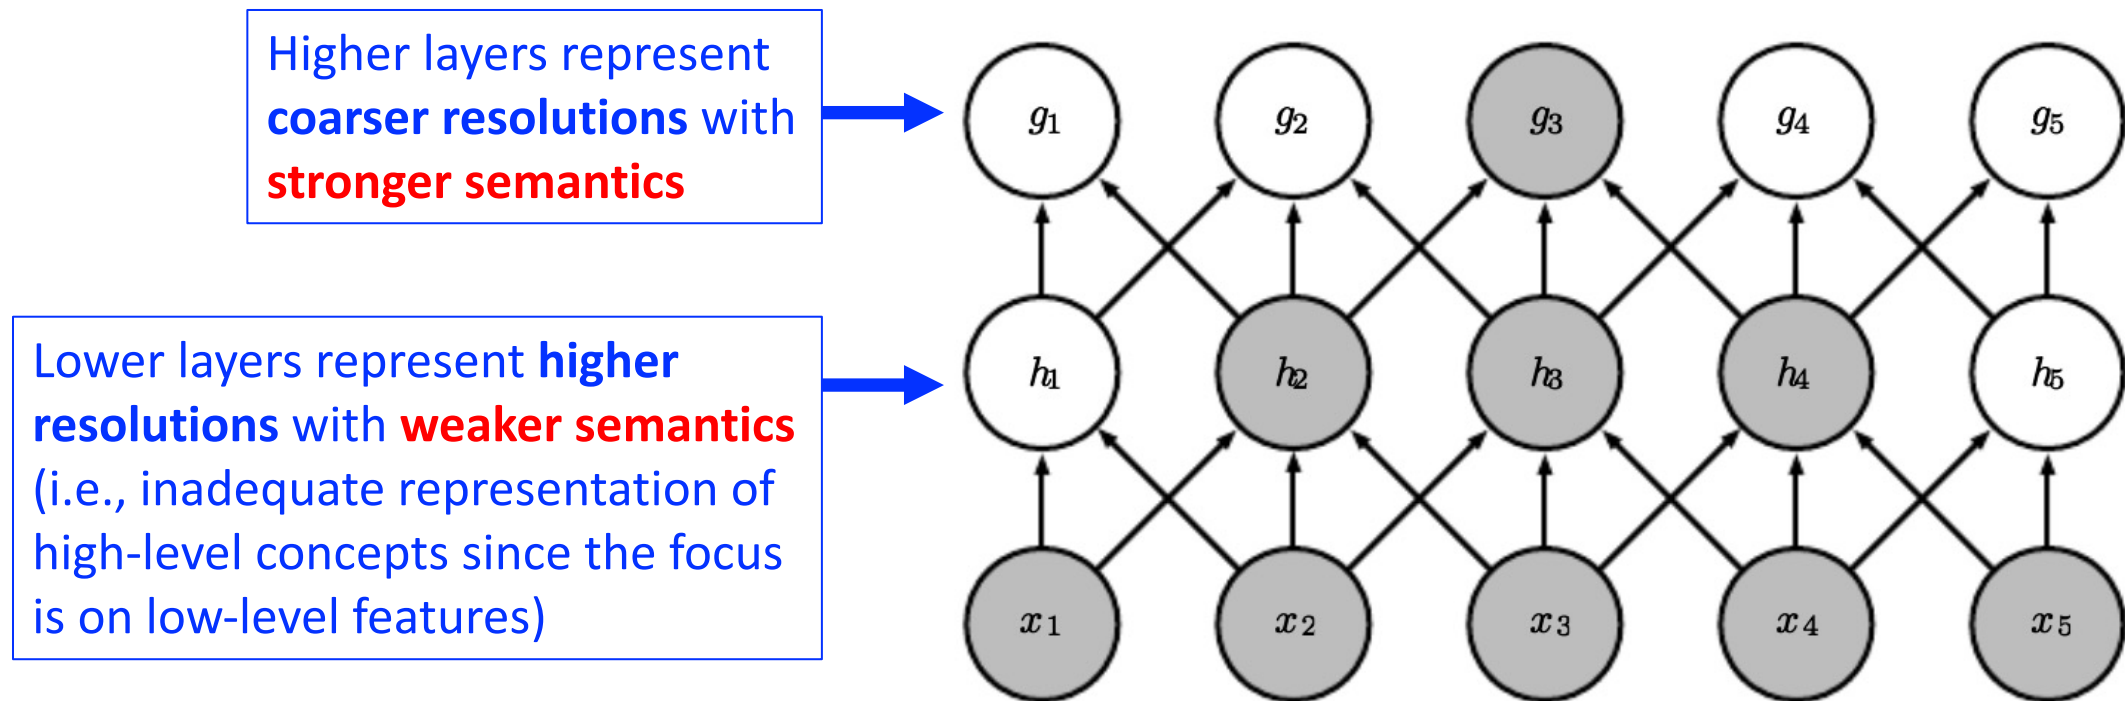 Higher layers represent
coarser resolutions with
stronger semantics
Lower layers represent higher
resolutions with weaker semantics
(i.e., inadequate representation of
high-level concepts since the focus
is on low-level features)
g1 g2 g3 g4 g5
h1 h2 h3 h4 h5
x1 x2 x3 x4 x5